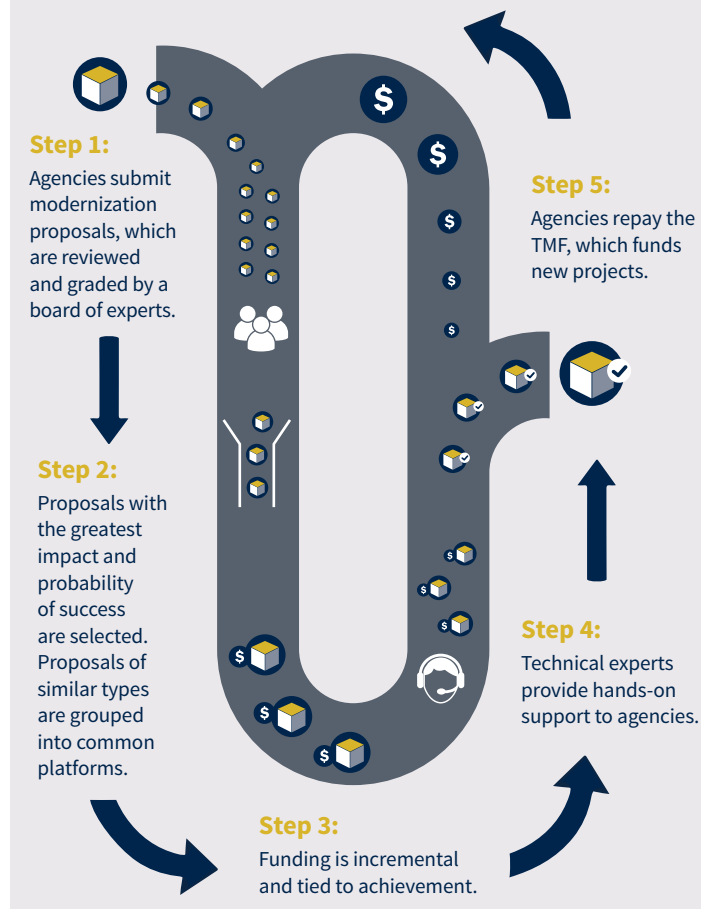 Step 1:
Agencies submit
modernization
proposals, which
are reviewed
and graded by a
board of experts.
Step 2:
Proposals with
the greatest
impact and
probability
of success
are selected.
Proposals of
similar types
are grouped
into common
platforms.
Step 3:
Funding is incremental
and tied to achievement.
Step 4:
Technical experts
provide hands-on
support to agencies.
Step 5:
Agencies repay the
TMF, which funds
new projects.
$
$
$
$
$
$
$
$
$
$
$